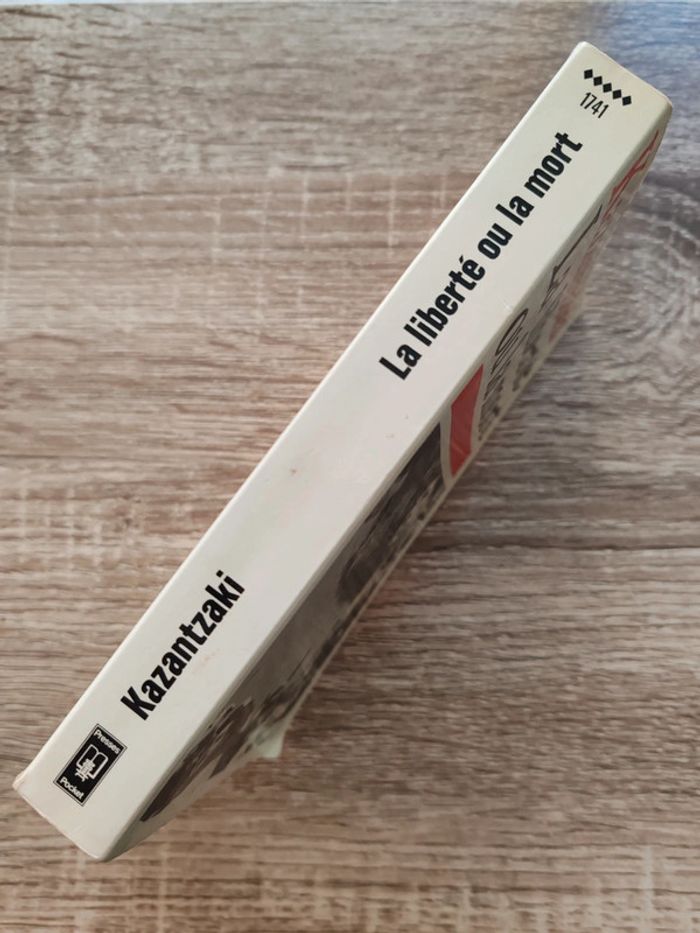 1741
La liberté ou la mort
Kazantzaki
Presses
Pocket